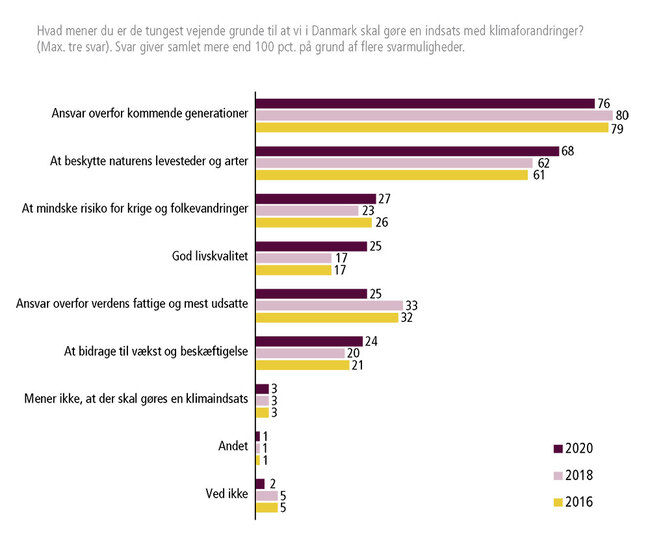 Hvad mener du er de tungest vejende grunde til at vi i Danmark skal gøre en indsats med klimaforandringer?
(Max. tre svar). Svar giver samlet mere end 100 pct. på grund af flere svarmuligheder.
Ansvar overfor kommende generationer
76
80
79
At beskytte naturens levesteder og arter
68
62
61
At mindske risiko for krige og folkevandringer
27
23
26
God livskvalitet
25
17
17
Ansvar overfor verdens fattige og mest udsatte
25
33
32
At bidrage til vækst og beskæftigelse
24
20
21
Mener ikke, at der skal gøres en klimaindsats
3
3
3
Andet
1
1
1
Ved ikke
2
5
5
2020
2018
2016